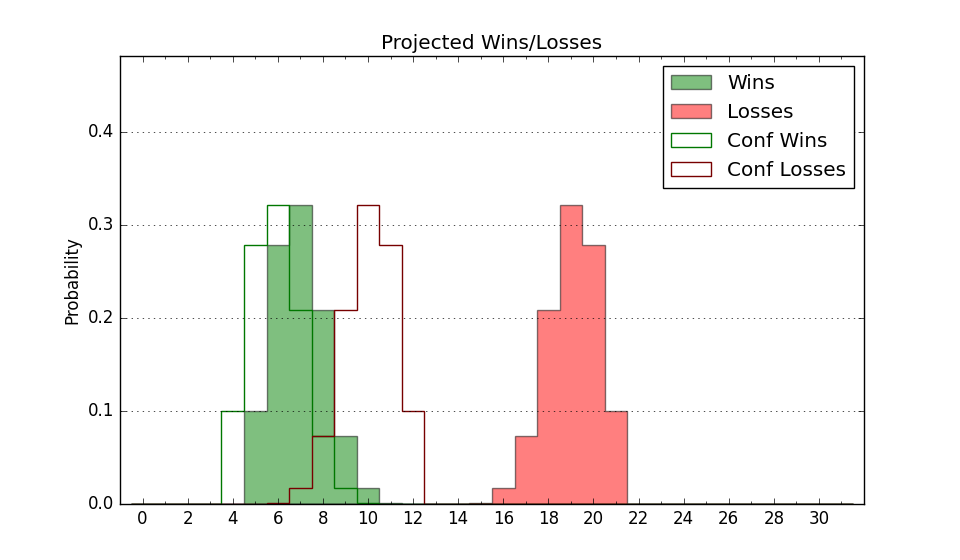 Projected Wins/Losses
Wins
Losses
Conf Wins
Conf Losses
Probability
0.4
0.3
0.2
0.1
0.0
0 2 4 6 8 10 12 14 16 18 20 22 24 26 28 30